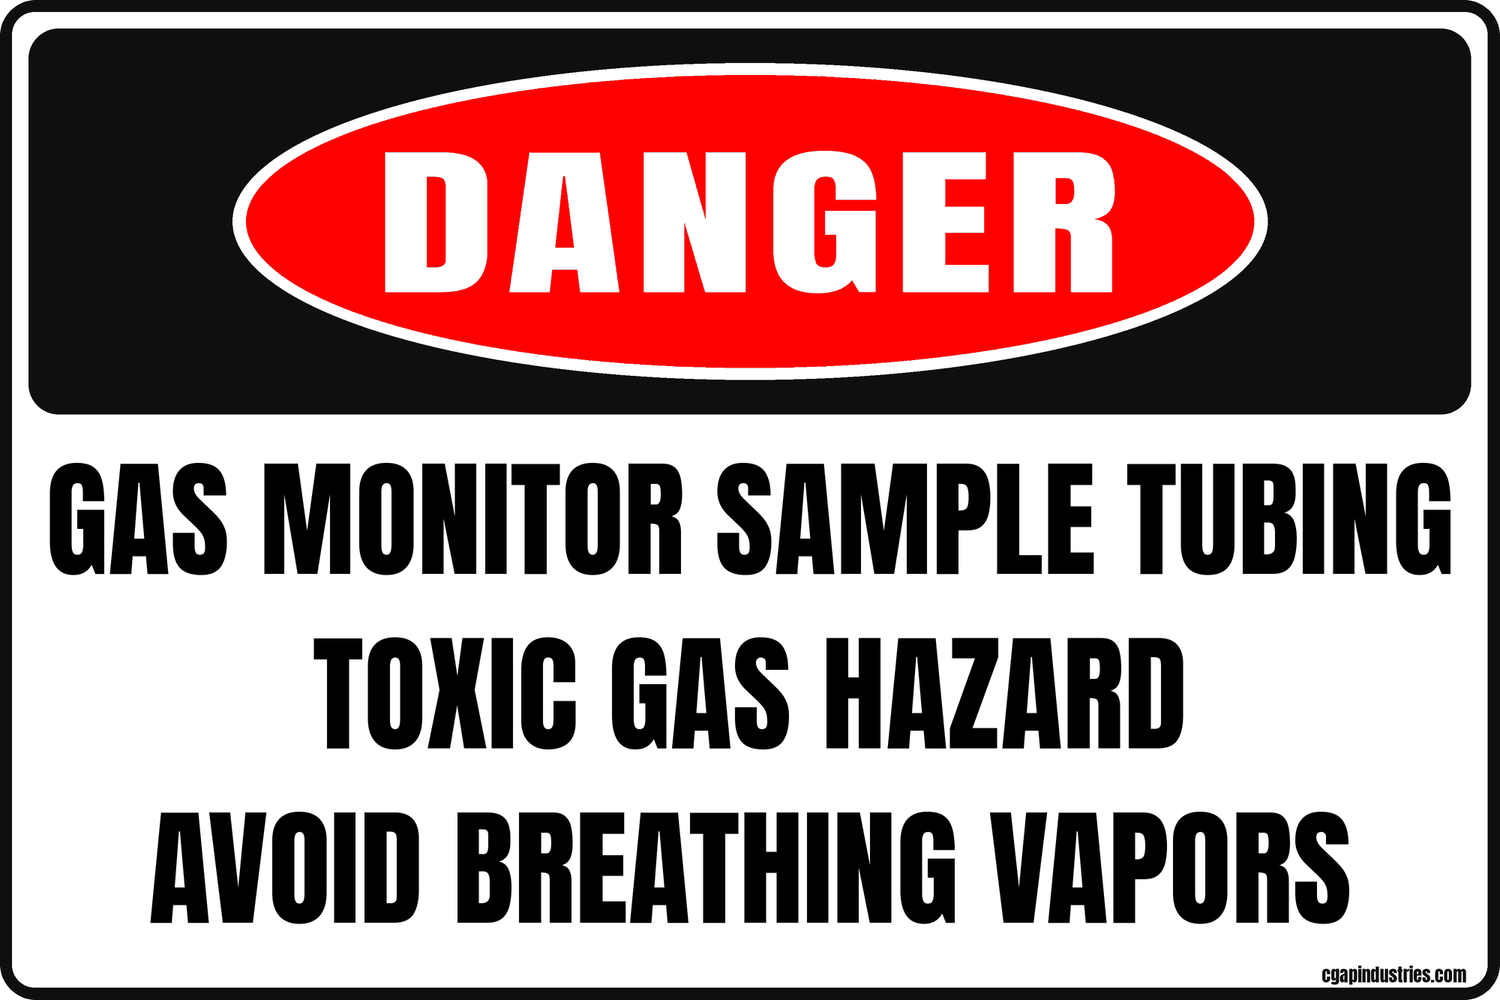 DANGER
GAS MONITOR SAMPLE TUBING
TOXIC GAS HAZARD
AVOID BREATHING VAPORS
cgapindustries.com